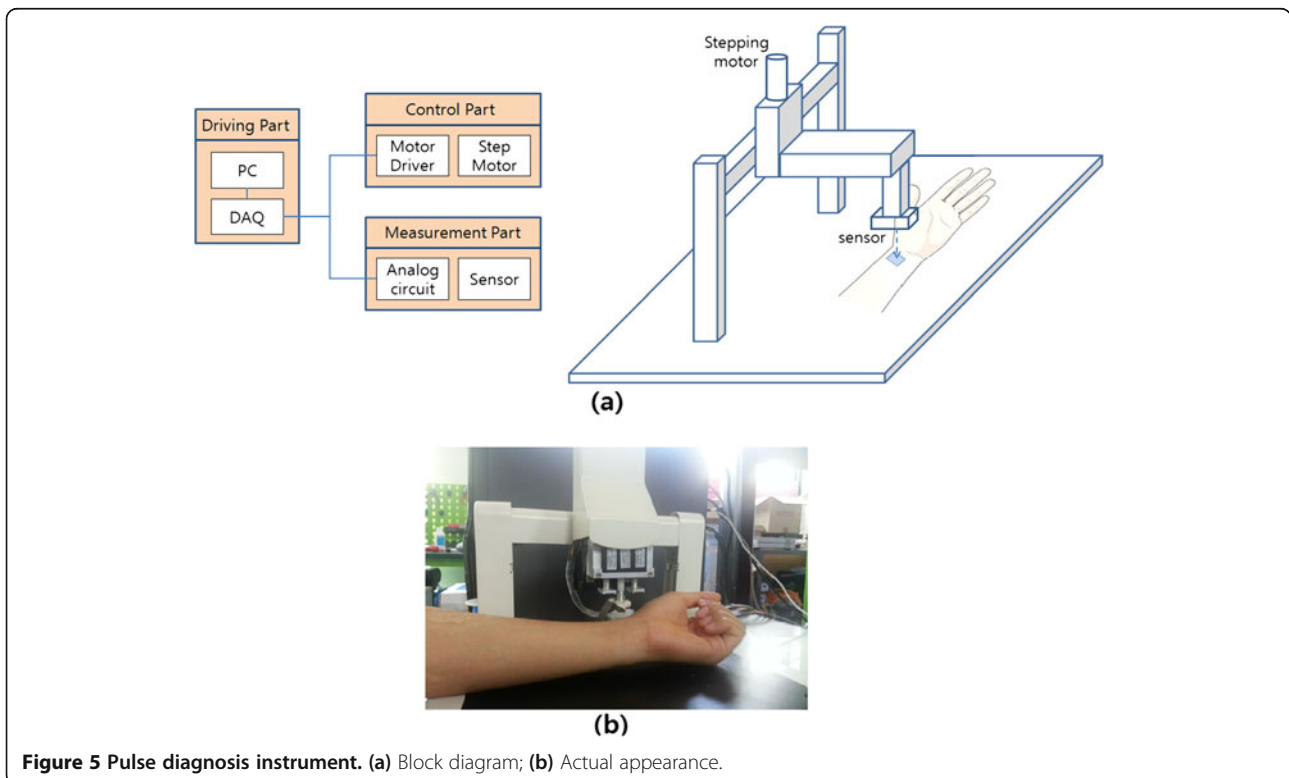 Driving Part
PC
DAQ
Control Part
Motor
Driver
Step
Motor
Measurement Part
Analog
circuit
Sensor
Stepping
motor
sensor
(a)
(b)
Figure 5 Pulse diagnosis instrument. (a) Block diagram; (b) Actual appearance.